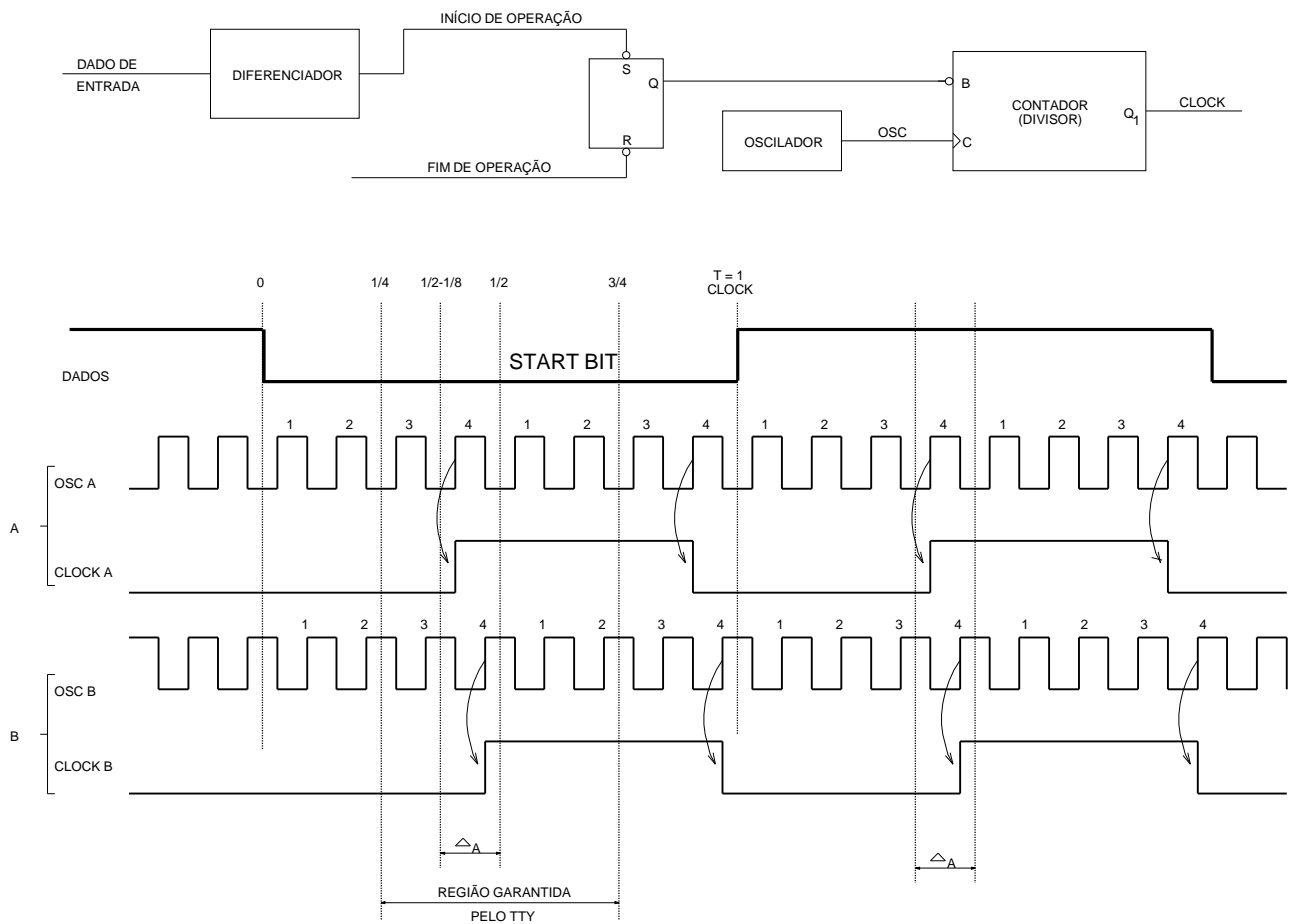 INÍCIO DE OPERAÇÃO
DADO DE
ENTRADA
DIFERENCIADOR
S
Q
R
FIM DE OPERAÇÃO
OSCILADOR
OSC
B
C
CONTADOR
(DIVISOR)
Q1
CLOCK
0
1/4
1/2-1/8
1/2
3/4
T = 1
CLOCK
START BIT
DADOS
1 2 3 4 1 2 3 4 1 2 3 4 1 2 3 4
OSC A
A
CLOCK A
1 2 3 4 1 2 3 4 1 2 3 4 1 2 3 4
OSC B
B
CLOCK B
△A
△A
REGIÃO GARANTIDA
PELO TTY